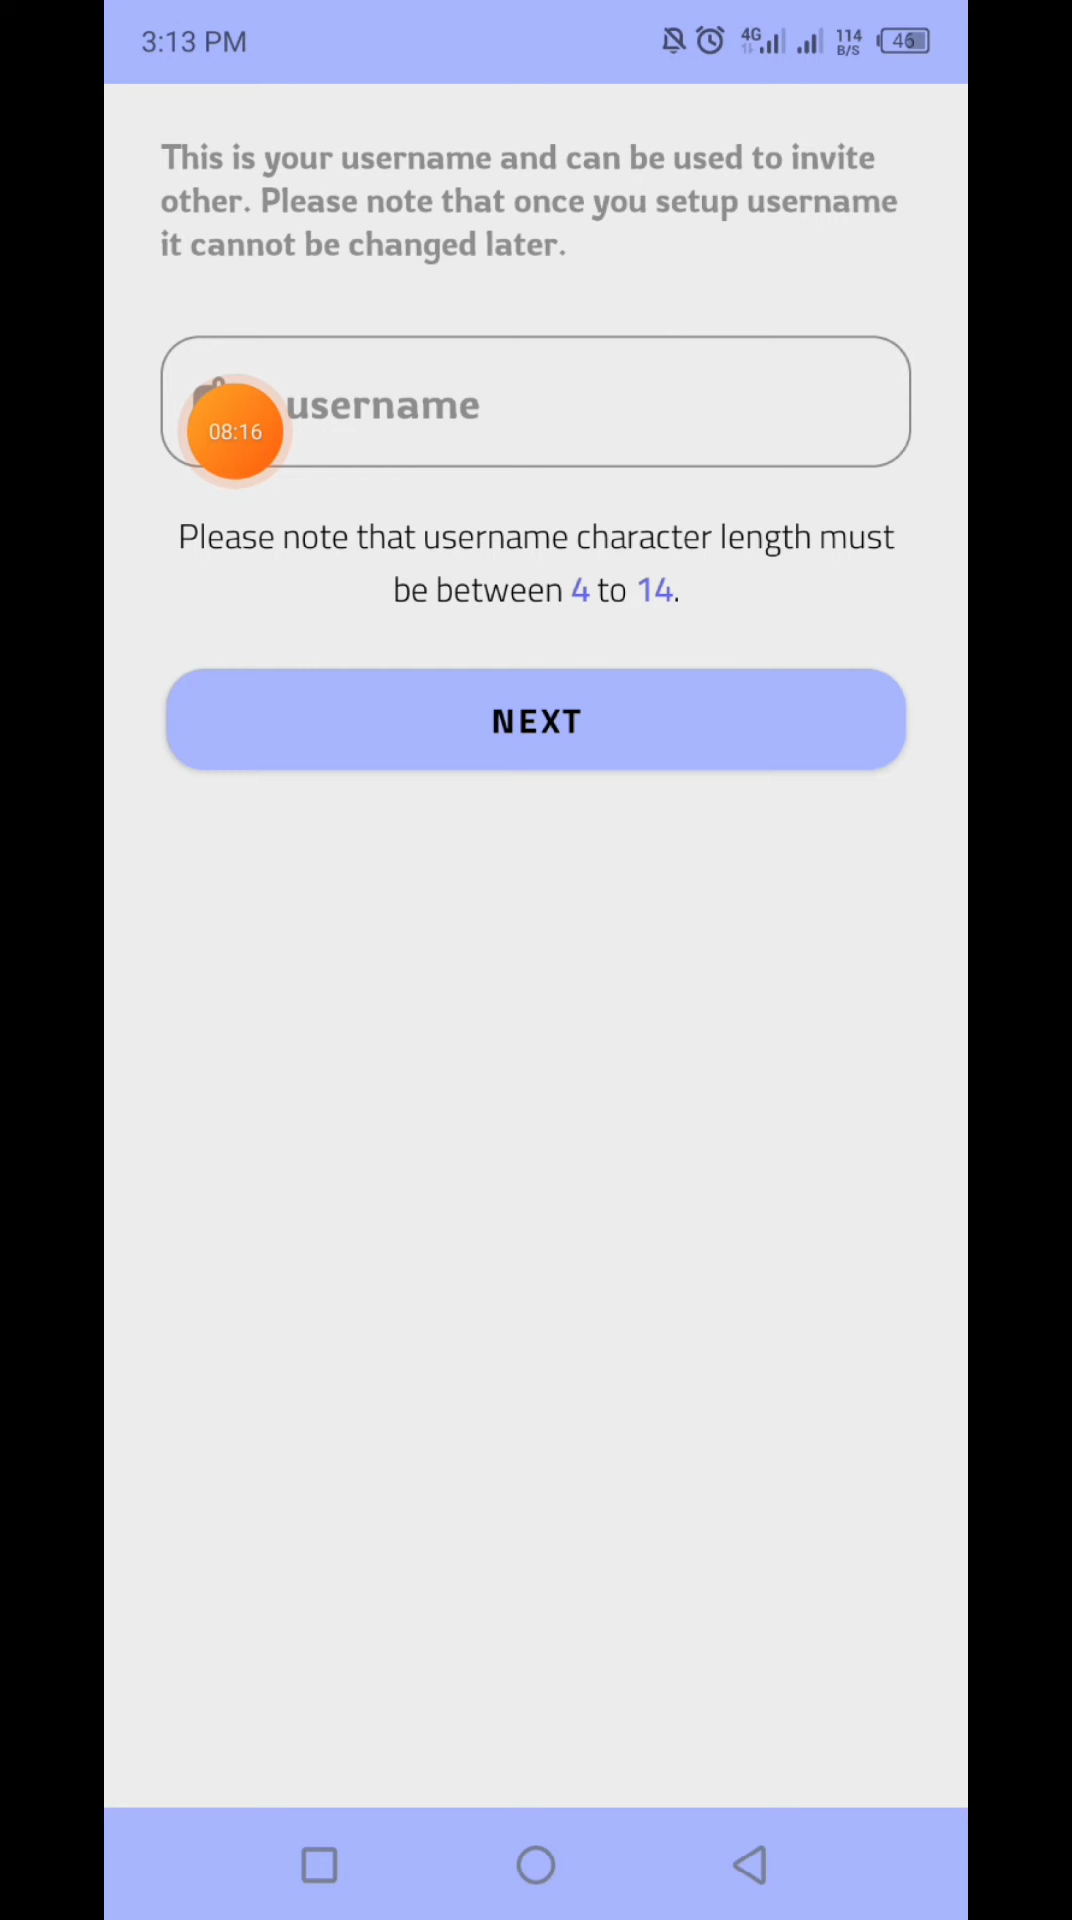 3:13 PM 4G 114 B/S 46
This is your username and can be used to invite
other. Please note that once you setup username
it cannot be changed later.
username
08:16
Please note that username character length must
be between 4 to 14.
NEXT